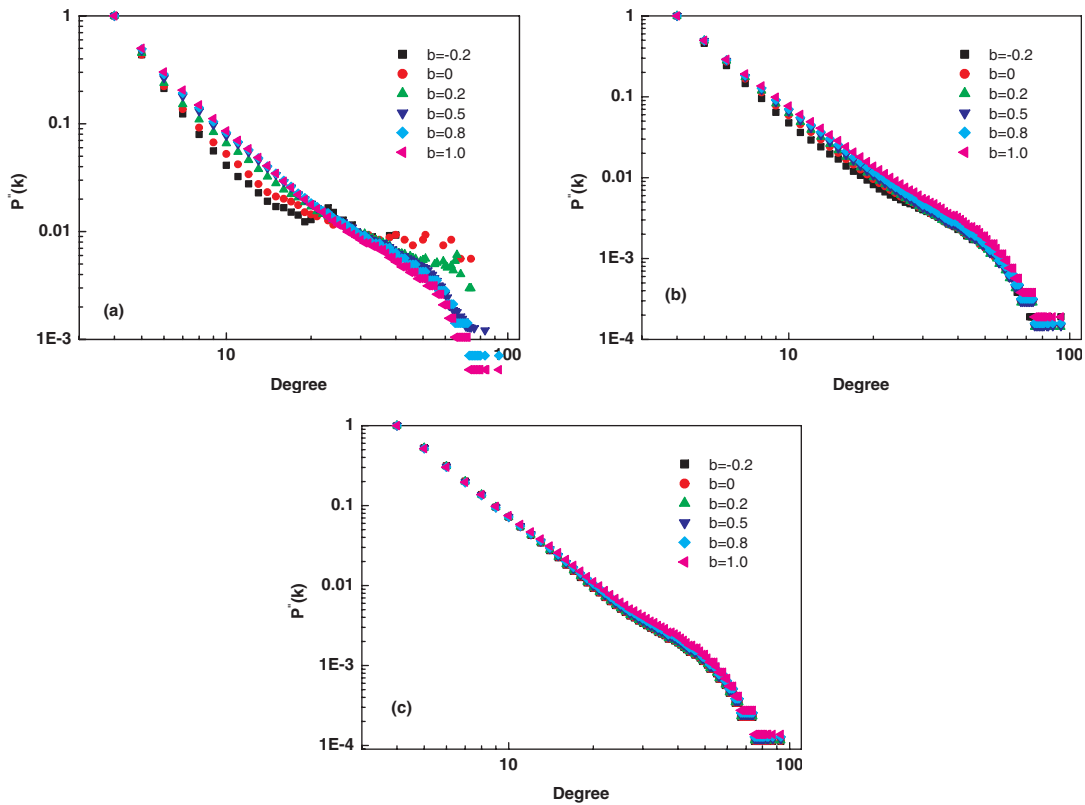 1
0.1
0.01
1E-3
P"(k)
b=-0.2
b=0
b=0.2
b=0.5
b=0.8
b=1.0
(a)
10
100
Degree
1
0.1
0.01
1E-3
1E-4
P"(k)
b=-0.2
b=0
b=0.2
b=0.5
b=0.8
b=1.0
(b)
10
100
Degree
1
0.1
0.01
1E-3
1E-4
P"(k)
b=-0.2
b=0
b=0.2
b=0.5
b=0.8
b=1.0
(c)
10
100
Degree